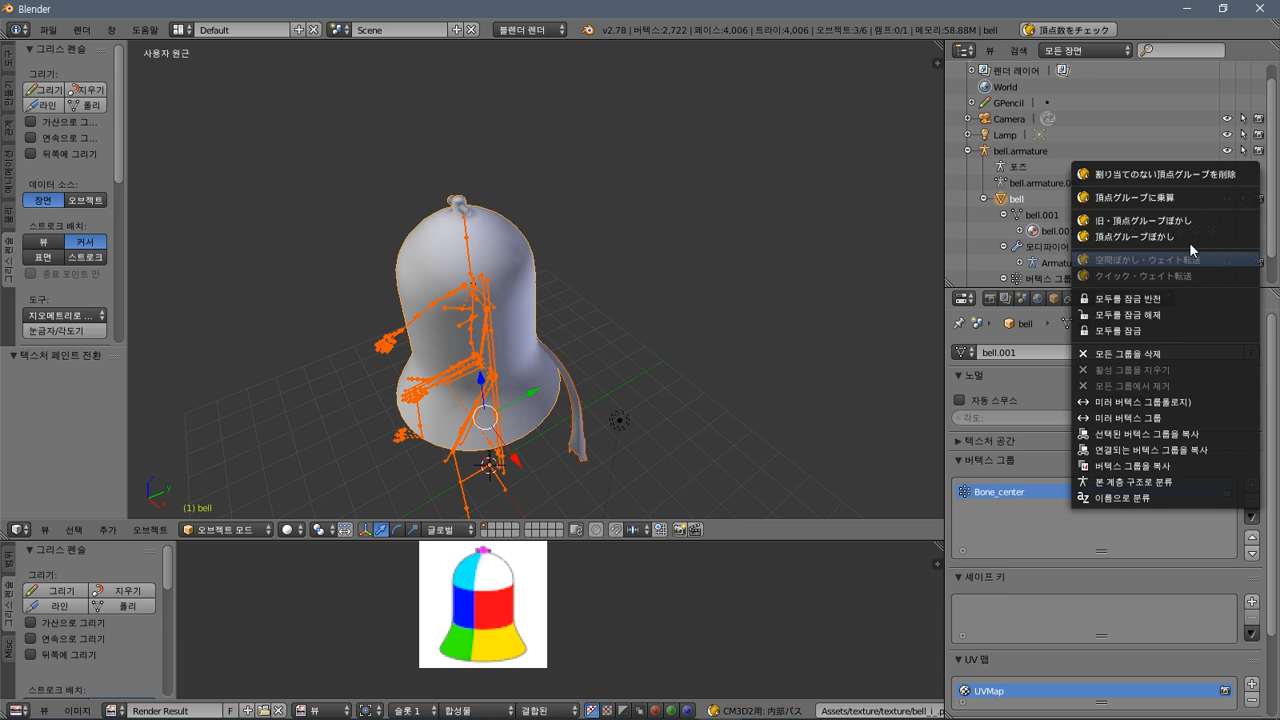 Blender
파일 렌더 창 도움말 Default Scene 블렌더 렌더 v2.78 | 버텍스:2,722 | 페이스:4,006 | 트라이:4,006 | 오브젝트:3/6 | 램프:0/1 | 메모리:58.88M | bell 頂点数をチェック
그리스 펜슬
그리기:
그리기 지우기
라인 폴리
가산으로 그...
연속으로 그...
뒤쪽에 그리기
데이터 소스:
장면 오브젝트
스트로크 배치:
뷰 커서
표면 스트로크
종료 포인트 만
도구:
지오메트리로 ...
눈금자/각도기
텍스처 페인트 전환
사용자 원근
(1) bell
뷰 선택 추가 오브젝트 오브젝트 모드 글로벌
뷰 검색 모든 장면
렌더 레이어
World
GPencil
Camera
Lamp
bell.armature
포즈
bell.armature.0
bell
bell.001
bell.00
모디파이어
Armatu
버텍스 그룹
割り当てのない頂点グループを削除
頂点グループに乗算
旧・頂点グループぼかし
頂点グループぼかし
空間ぼかし・ウェイト転送
クイック・ウェイト転送
모두를 잠금 반전
모두를 잠금 해제
모두를 잠금
모든 그룹을 삭제
활성 그룹을 지우기
모든 그룹에서 제거
미러 버텍스 그룹폴로지)
미러 버텍스 그룹
선택된 버텍스 그룹을 복사
연결되는 버텍스 그룹을 복사
버텍스 그룹을 복사
본 계층 구조로 분류
이름으로 분류
bell
bell.001
노멀
자동 스무스
각도:
텍스처 공간
버텍스 그룹
Bone_center
셰이프 키
UV 맵
UVMap
그리스 펜슬
그리기:
그리기 지우기
라인 폴리
가산으로 그리기
연속으로 그리기
뒤쪽에 그리기
스트로크 배치:
뷰 이미지 Render Result F 뷰 슬롯 1 합성물 결합된 CM3D2用: 内部パス Assets/texture/texture/bell_i_.p